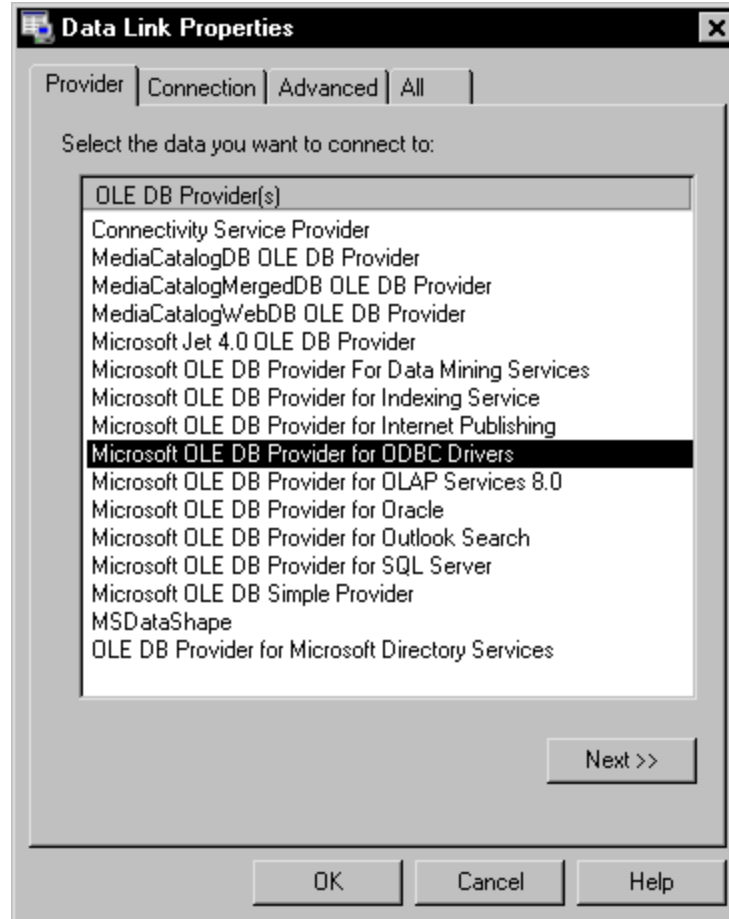 Data Link Properties
Provider Connection Advanced All
Select the data you want to connect to:
OLE DB Provider(s)
Connectivity Service Provider
MediaCatalogDB OLE DB Provider
MediaCatalogMergedDB OLE DB Provider
MediaCatalogWebDB OLE DB Provider
Microsoft Jet 4.0 OLE DB Provider
Microsoft OLE DB Provider For Data Mining Services
Microsoft OLE DB Provider for Indexing Service
Microsoft OLE DB Provider for Internet Publishing
Microsoft OLE DB Provider for ODBC Drivers
Microsoft OLE DB Provider for OLAP Services 8.0
Microsoft OLE DB Provider for Oracle
Microsoft OLE DB Provider for Outlook Search
Microsoft OLE DB Provider for SQL Server
Microsoft OLE DB Simple Provider
MSDataShape
OLE DB Provider for Microsoft Directory Services
Next >>
OK Cancel Help